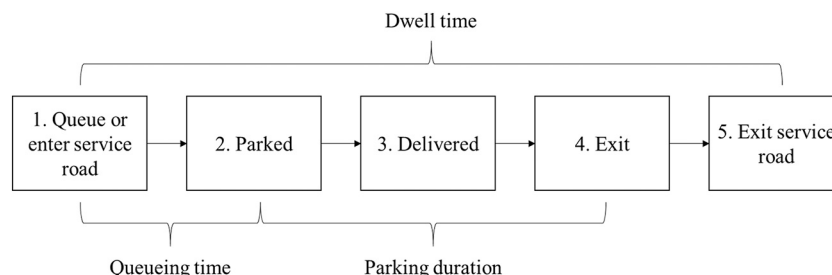 Dwell time
1. Queue or
enter service
road
2. Parked
3. Delivered
4. Exit
5. Exit service
road
Queueing time
Parking duration